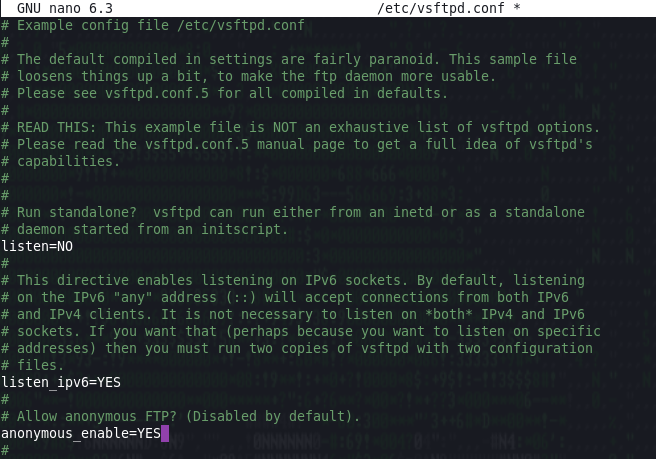 GNU nano 6.3 /etc/vsftpd.conf *
# Example config file /etc/vsftpd.conf
#
# The default compiled in settings are fairly paranoid. This sample file
# loosens things up a bit, to make the ftp daemon more usable.
# Please see vsftpd.conf.5 for all compiled in defaults.
#
# READ THIS: This example file is NOT an exhaustive list of vsftpd options.
# Please read the vsftpd.conf.5 manual page to get a full idea of vsftpd's
# capabilities.
#
#
# Run standalone?  vsftpd can run either from an inetd or as a standalone
# daemon started from an initscript.
listen=NO
#
# This directive enables listening on IPv6 sockets. By default, listening
# on the IPv6 "any" address (::) will accept connections from both IPv6
# and IPv4 clients. It is not necessary to listen on *both* IPv4 and IPv6
# sockets. If you want that (perhaps because you want to listen on specific
# addresses) then you must run two copies of vsftpd with two configuration
# files.
listen_ipv6=YES
#
# Allow anonymous FTP? (Disabled by default).
anonymous_enable=YES
#